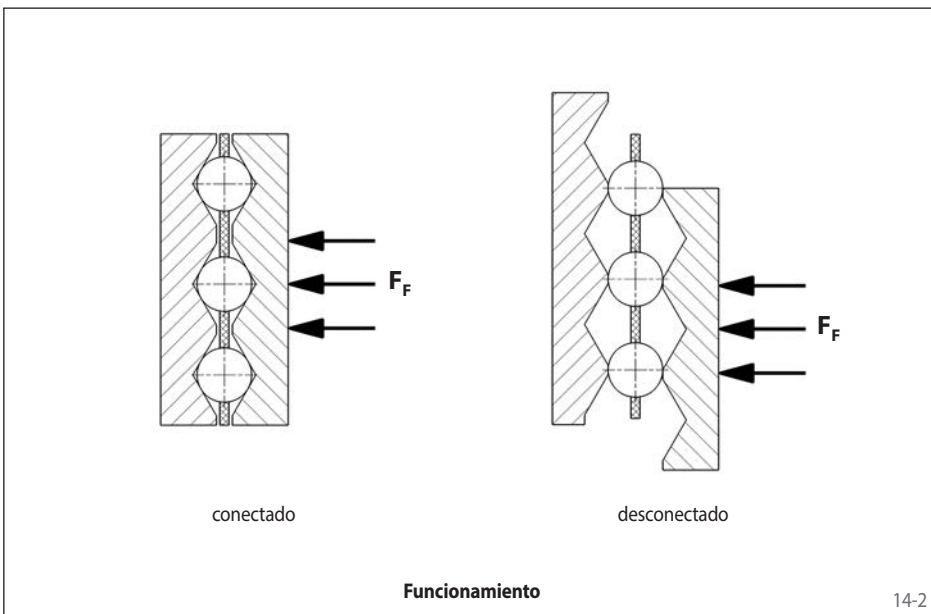 F_F
F_F
conectado
desconectado
Funcionamiento
14-2